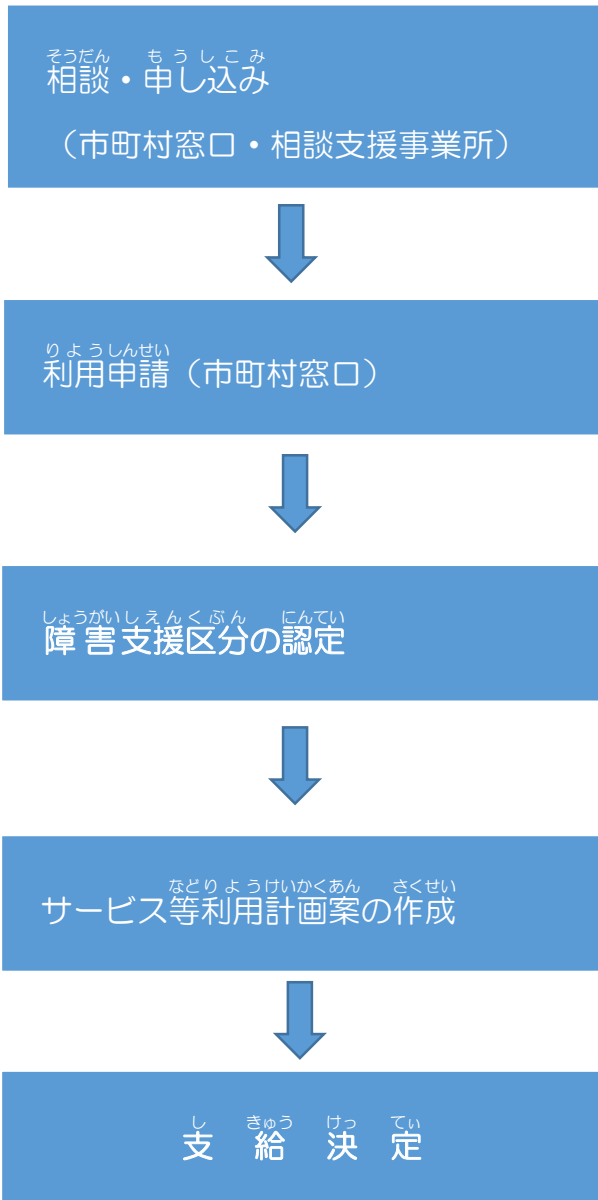 そうだん もうしこみ
相談・申し込み
（市町村窓口・相談支援事業所）
りようしんせい
利用申請（市町村窓口）
しょうがいしえんくぶん にんてい
障害支援区分の認定
などりようけいかくあん さくせい
サービス等利用計画案の作成
し きゅう けっ てい
支 給 決 定